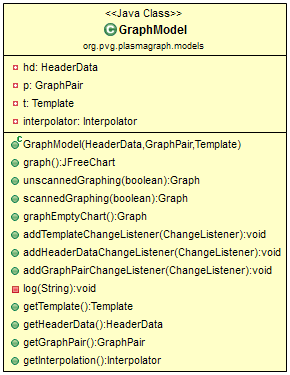 <<Java Class>>
GraphModel
org.pvg.plasmagraph.models
hd: HeaderData
p: GraphPair
t: Template
interpolator: Interpolator
GraphModel(HeaderData,GraphPair,Template)
graph():JFreeChart
unscannedGraphing(boolean):Graph
scannedGraphing(boolean):Graph
graphEmptyChart():Graph
addTemplateChangeListener(ChangeListener):void
addHeaderDataChangeListener(ChangeListener):void
addGraphPairChangeListener(ChangeListener):void
log(String):void
getTemplate():Template
getHeaderData():HeaderData
getGraphPair():GraphPair
getInterpolation():Interpolator